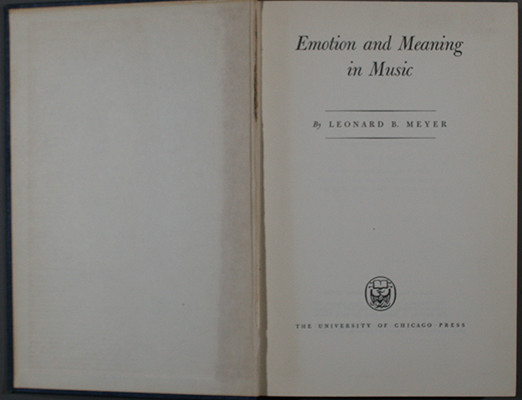 Emotion and Meaning
in Music
By LEONARD B. MEYER
THE UNIVERSITY OF CHICAGO PRESS